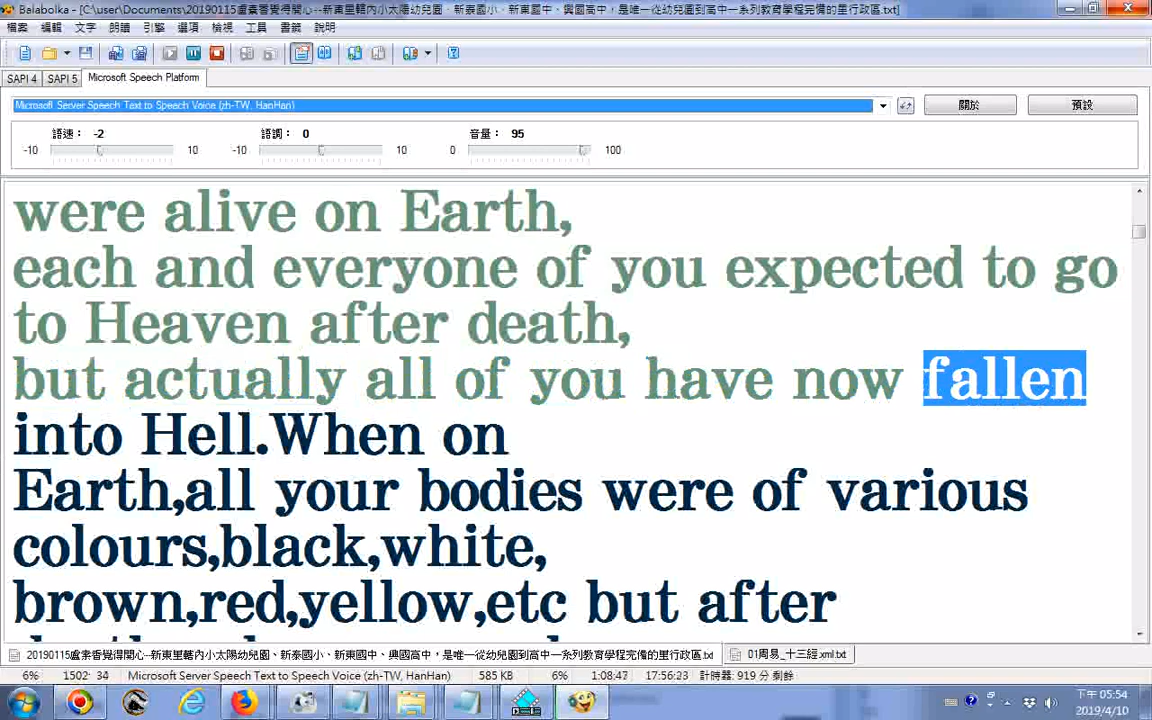 Balabolka - [C:\user\Documents\20190115盧素香覺得開心--新東里轄內小太陽幼兒園、新泰國小、新東國中、興國高中，是唯一從幼兒園到高中一系列教育學程完備的里行政區.txt]
檔案 編輯 文字 朗讀 引擎 選項 檢視 工具 書籤 說明
SAPI 4 SAPI 5 Microsoft Speech Platform
Microsoft Server Speech Text to Speech Voice (zh-TW, HanHan) 關於 預設
語速： -2 語調： 0 音量： 95
-10 10 -10 10 0 100
were alive on Earth,
each and everyone of you expected to go
to Heaven after death,
but actually all of you have now fallen
into Hell.When on
Earth,all your bodies were of various
colours,black,white,
brown,red,yellow,etc but after
20190115盧素香覺得開心--新東里轄內小太陽幼兒園、新泰國小、新東國中、興國高中，是唯一從幼兒園到高中一系列教育學程完備的里行政區.txt 01周易_十三經.xml.txt
6% 1502: 34 Microsoft Server Speech Text to Speech Voice (zh-TW, HanHan) 585 KB 6% 1:08:47 17:56:23 計時器: 919 分 剩餘
下午 05:54
2019/4/10